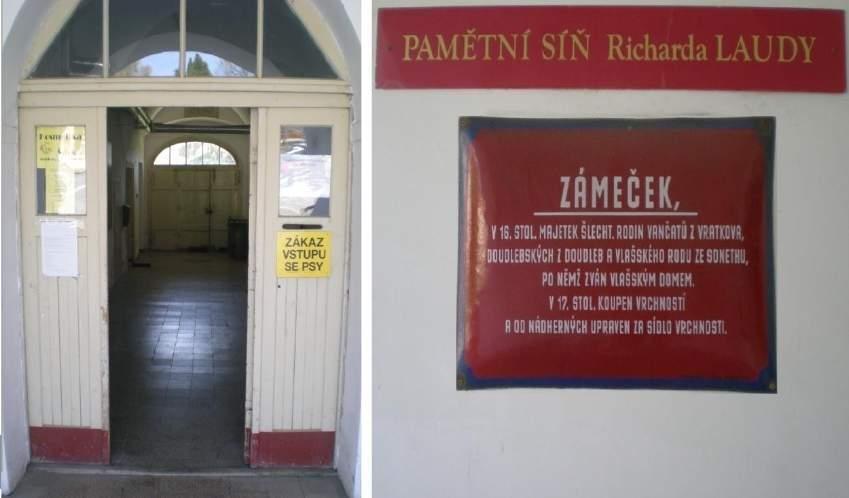 ZÁKAZ
VSTUPU
SE PSY
PAMĚTNÍ SÍŇ Richarda LAUDY
ZÁMEČEK,
V 16. STOL. MAJETEK ŠLECHT. RODIN VANČATŮ Z VRATKOVA,
DOUDLEBSKÝCH Z DOUDLEB A VLAŠSKÉHO RODU ZE SONETHU,
PO NĚMŽ ZVÁN VLAŠSKÝM DOMEM.
V 17. STOL. KOUPEN VRCHNOSTÍ
A OD NÁDHERNÝCH UPRAVEN ZA SÍDLO VRCHNOSTI.